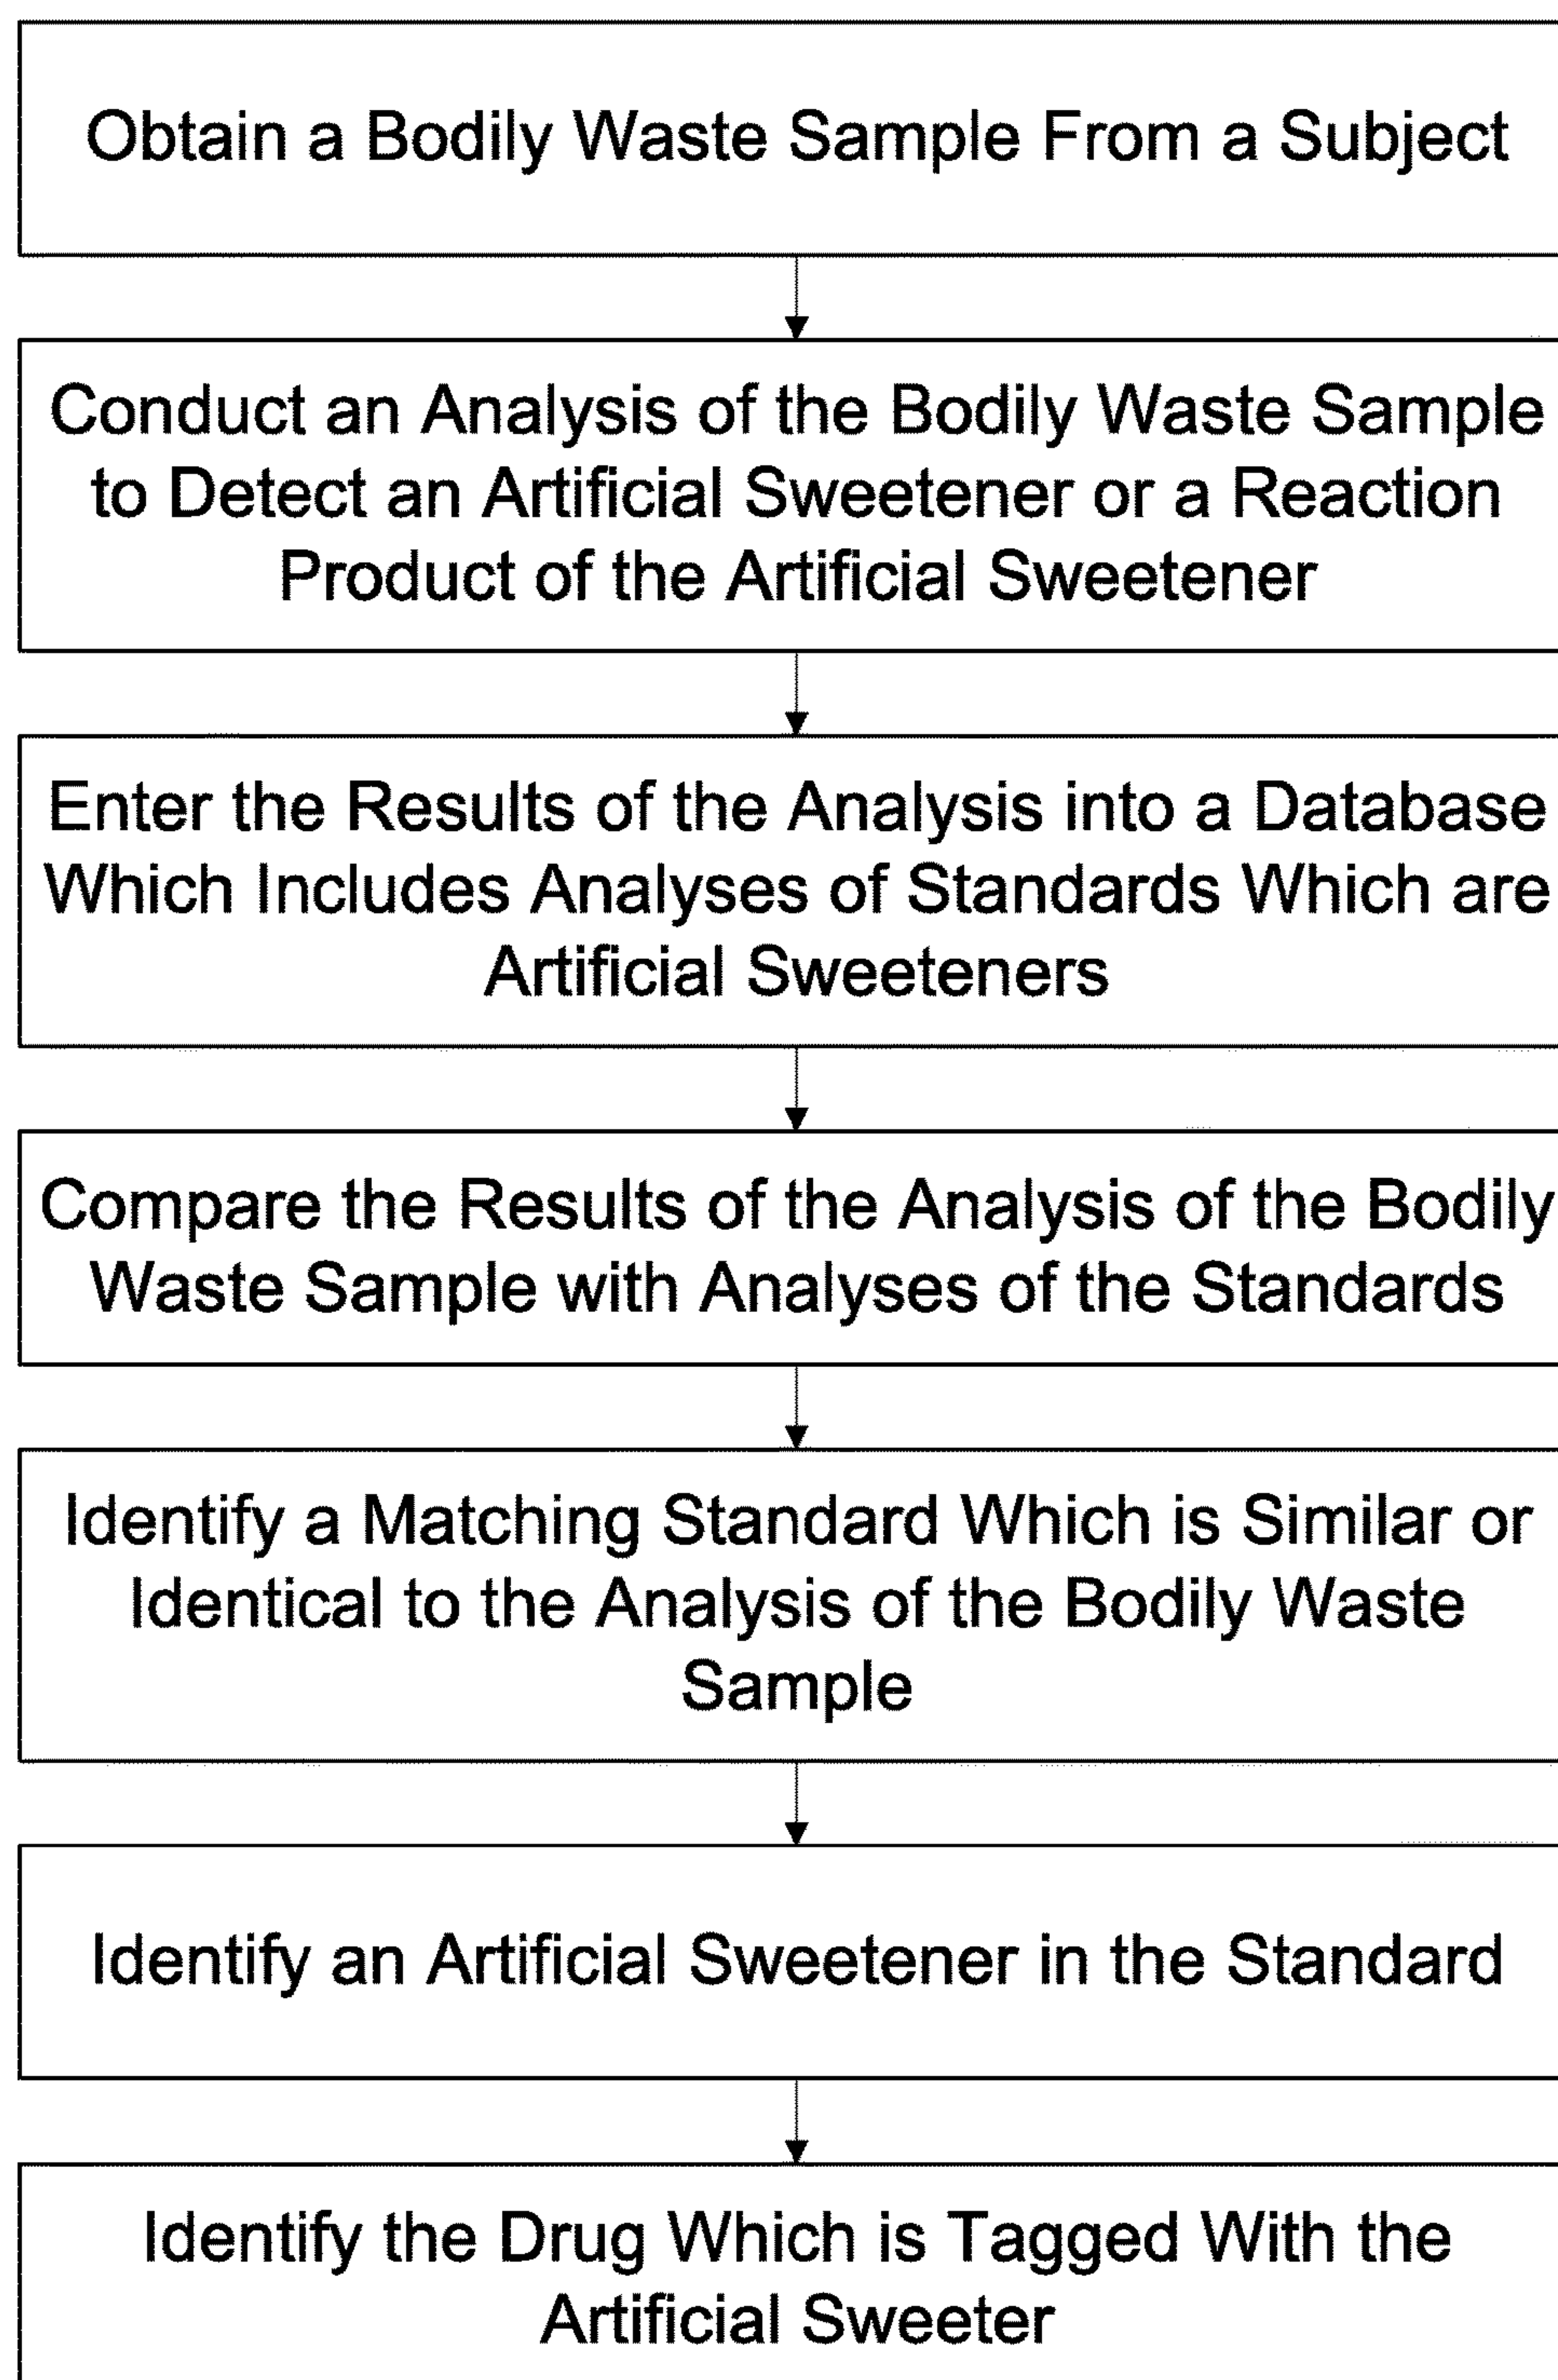 Obtain a Bodily Waste Sample From a Subject
Conduct an Analysis of the Bodily Waste Sample
to Detect an Artificial Sweetener or a Reaction
Product of the Artificial Sweetener
Enter the Results of the Analysis into a Database
Which Includes Analyses of Standards Which are
Artificial Sweeteners
Compare the Results of the Analysis of the Bodily
Waste Sample with Analyses of the Standards
Identify a Matching Standard Which is Similar or
Identical to the Analysis of the Bodily Waste
Sample
Identify an Artificial Sweetener in the Standard
Identify the Drug Which is Tagged With the
Artificial Sweeter